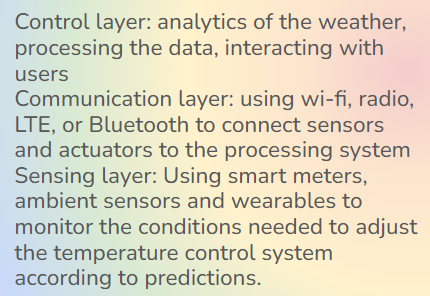 Control layer: analytics of the weather,
processing the data, interacting with
users
Communication layer: using wi-fi, radio,
LTE, or Bluetooth to connect sensors
and actuators to the processing system
Sensing layer: Using smart meters,
ambient sensors and wearables to
monitor the conditions needed to adjust
the temperature control system
according to predictions.